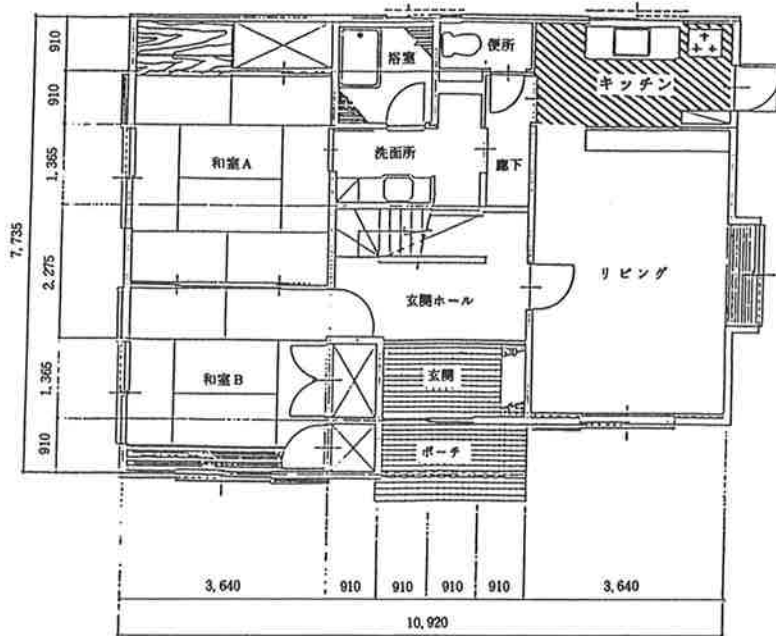 910
910
1,365
2,275
1,365
910
7,735
浴室
便所
キッチン
和室A
洗面所
廊下
リビング
玄関ホール
和室B
玄関
ポーチ
3,640
910
910
910
910
3,640
10,920